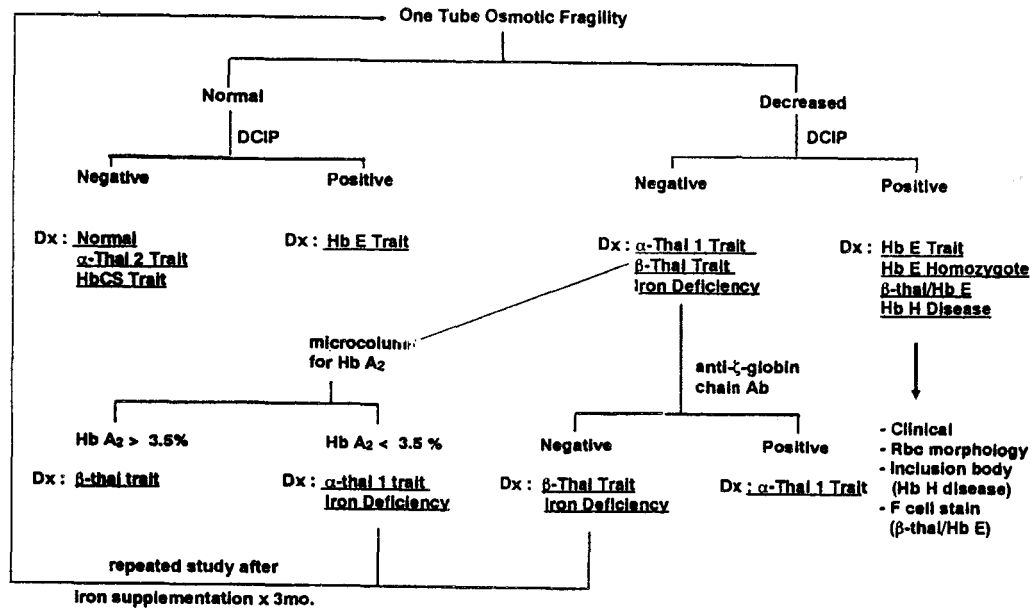 One Tube Osmotic Fragility
Normal
Decreased
DCIP
DCIP
Negative
Positive
Negative
Positive
Dx : Normal
α-Thal 2 Trait
HbCS Trait
Dx : Hb E Trait
Dx : α-Thal 1 Trait
β-Thal Trait
Iron Deficiency
Dx : Hb E Trait
Hb E Homozygote
β-thal/Hb E
Hb H Disease
for Hb A₂
anti-ζ-globin
chain Ab
Hb A₂ > 3.5%
Hb A₂ < 3.5 %
Negative
Positive
Dx : β-thal trait
Dx : α-thal 1 trait
Iron Deficiency
Dx : β-Thal Trait
Iron Deficiency
Dx : α-Thal 1 Trait
- Clinical
- Rbc morphology
- Inclusion body
(Hb H disease)
- F cell stain
(β-thal/Hb E)
repeated study after
iron supplementation x 3mo.